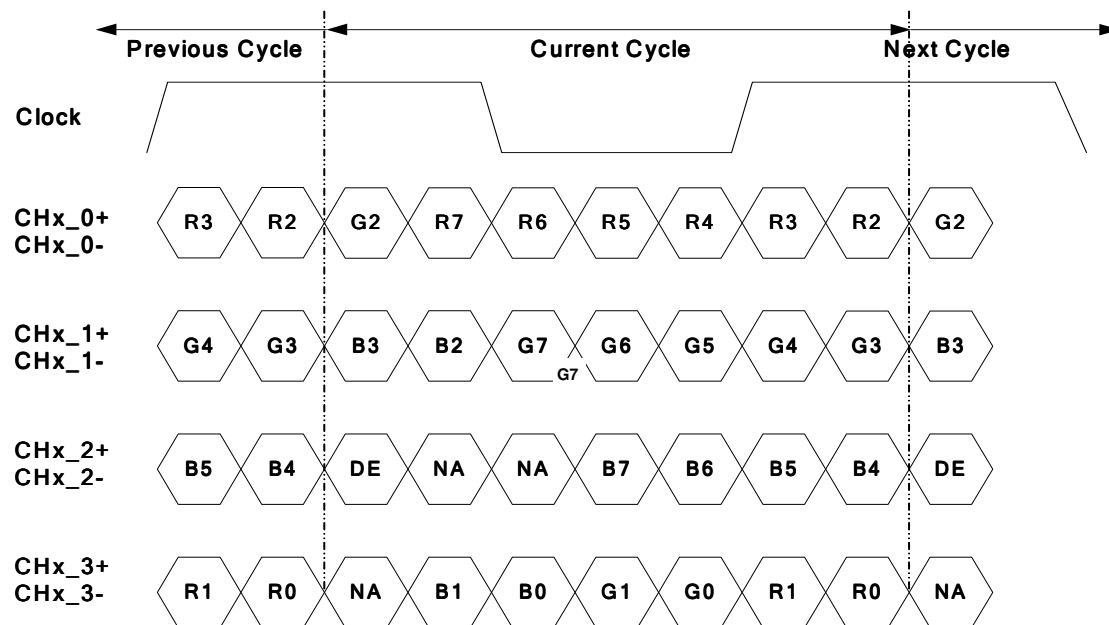 Previous Cycle Current Cycle Next Cycle
Clock
CHx_0+
CHx_0-
R3 R2 G2 R7 R6 R5 R4 R3 R2 G2
CHx_1+
CHx_1-
G4 G3 B3 B2 G7 G6 G5 G4 G3 B3
G7
CHx_2+
CHx_2-
B5 B4 DE NA NA B7 B6 B5 B4 DE
CHx_3+
CHx_3-
R1 R0 NA B1 B0 G1 G0 R1 R0 NA